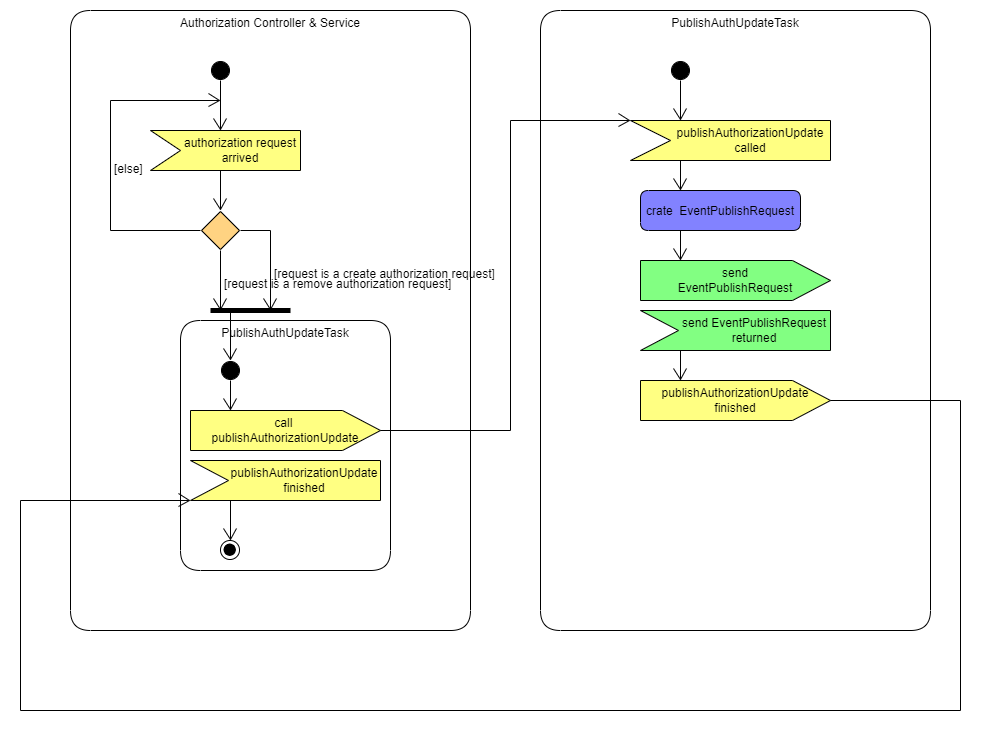 Authorization Controller & Service
authorization request
arrived
[else]
[request is a create authorization request]
[request is a remove authorization request]
PublishAuthUpdateTask
call
publishAuthorizationUpdate
publishAuthorizationUpdate
finished
PublishAuthUpdateTask
publishAuthorizationUpdate
called
crate EventPublishRequest
send
EventPublishRequest
send EventPublishRequest
returned
publishAuthorizationUpdate
finished